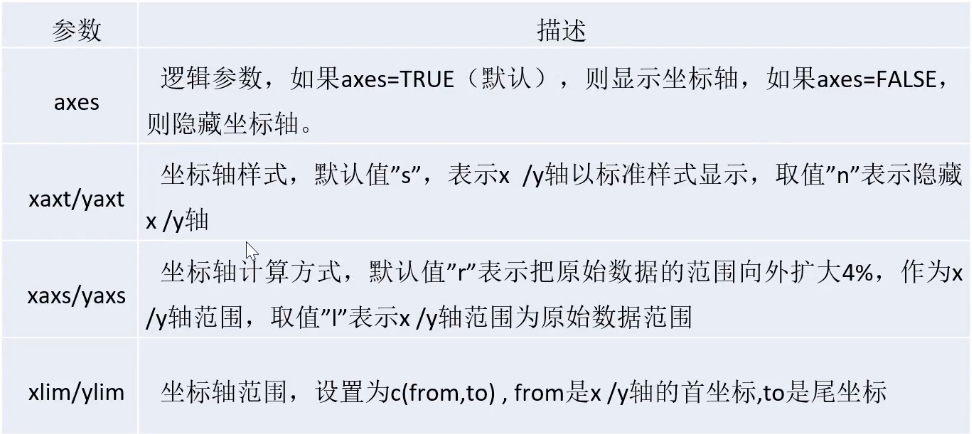 参数 描述
逻辑参数，如果axes=TRUE（默认），则显示坐标轴，如果axes=FALSE，
axes
则隐藏坐标轴。
坐标轴样式，默认值”s”，表示x /y轴以标准样式显示，取值”n”表示隐藏
xaxt/yaxt
x /y轴
坐标轴计算方式，默认值”r”表示把原始数据的范围向外扩大4%，作为x
xaxs/yaxs
/y轴范围，取值”l”表示x /y轴范围为原始数据范围
xlim/ylim 坐标轴范围，设置为c(from,to) , from是x /y轴的首坐标,to是尾坐标